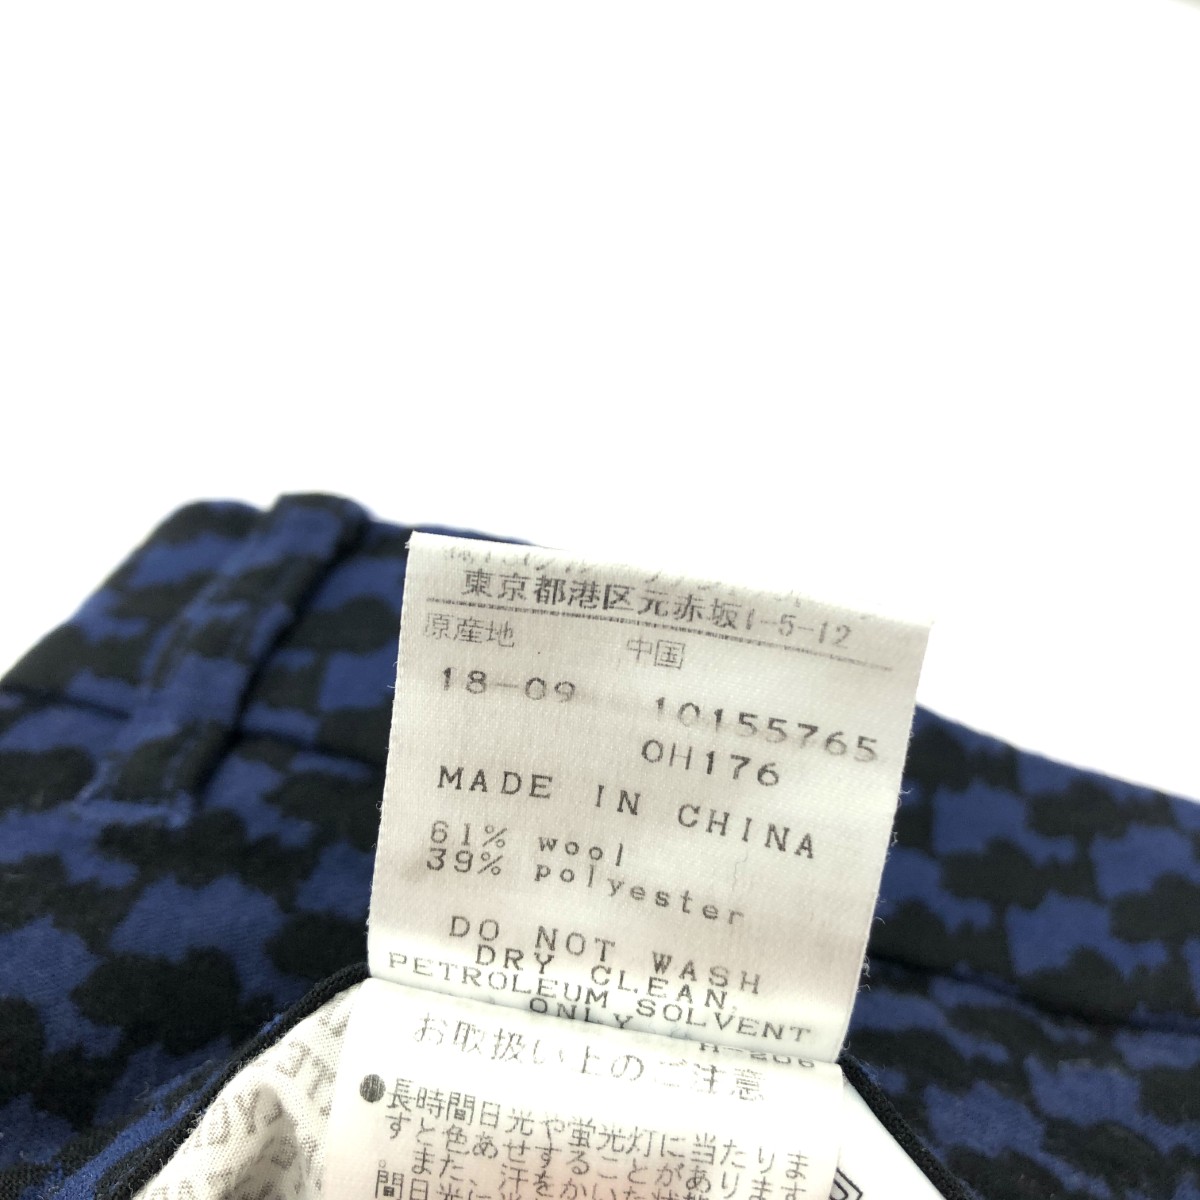 東京都港区元赤坂1-5-12
原産地 中国
18-09 10155765
OH176
MADE IN CHINA
61% wool
39% polyester
DO NOT WASH
DRY CLEAN,
PETROLEUM SOLVENT
ONLY
H-206
お取扱い上のご注意
●長時間日光や蛍光灯に当たりま
すと色あせすることがあります
また、汗をかいた状態